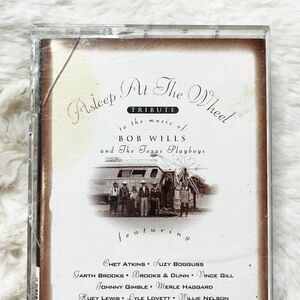 Asleep At The Wheel
TRIBUTE
to the music of
BOB WILLS
and The Texas Playboys
featuring
CHET ATKINS • SUZY BOGGUSS
GARTH BROOKS • BROOKS & DUNN • VINCE GILL
JOHNNY GIMBLE • MERLE HAGGARD
HUEY LEWIS • LYLE LOVETT • WILLIE NELSON